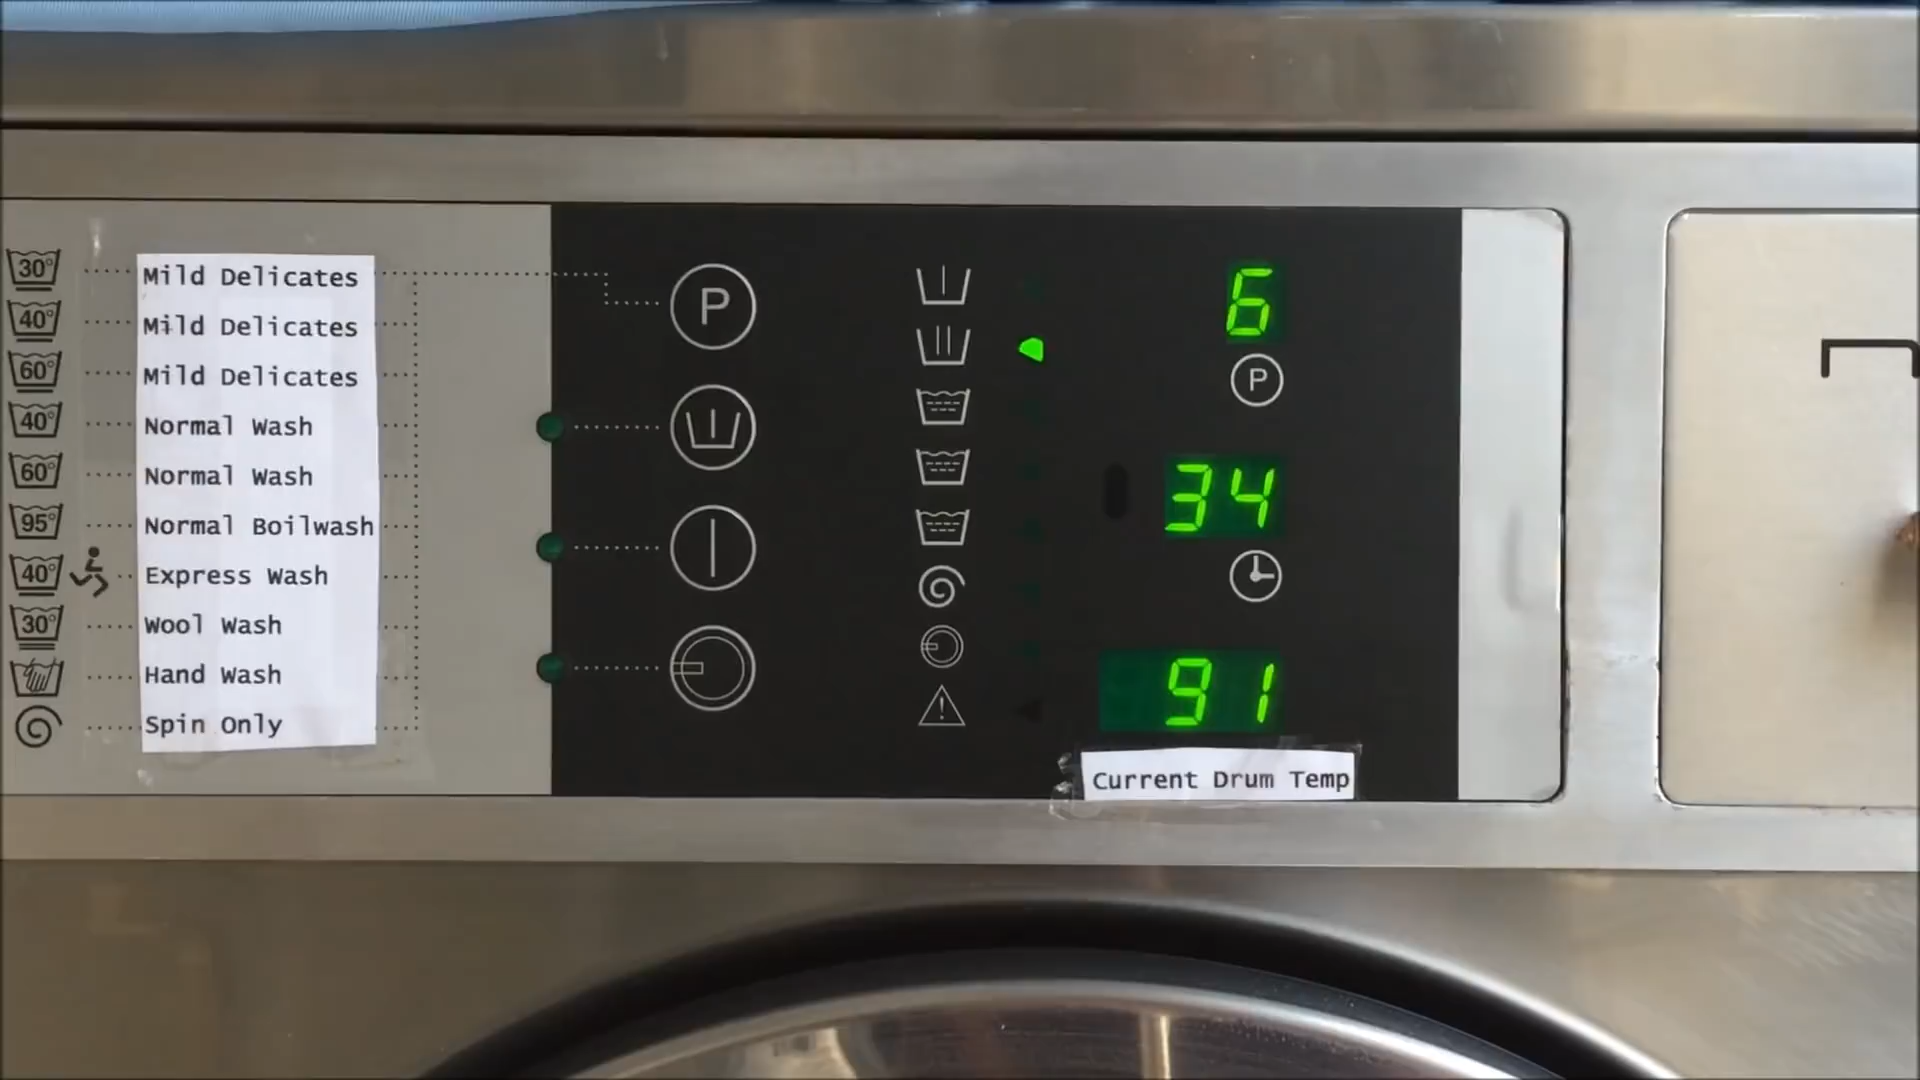 30° Mild Delicates
40° Mild Delicates
60° Mild Delicates
40° Normal Wash
60° Normal Wash
95° Normal Boilwash
40° Express Wash
30° Wool Wash
Hand Wash
Spin Only
P
6
P
34
91
Current Drum Temp